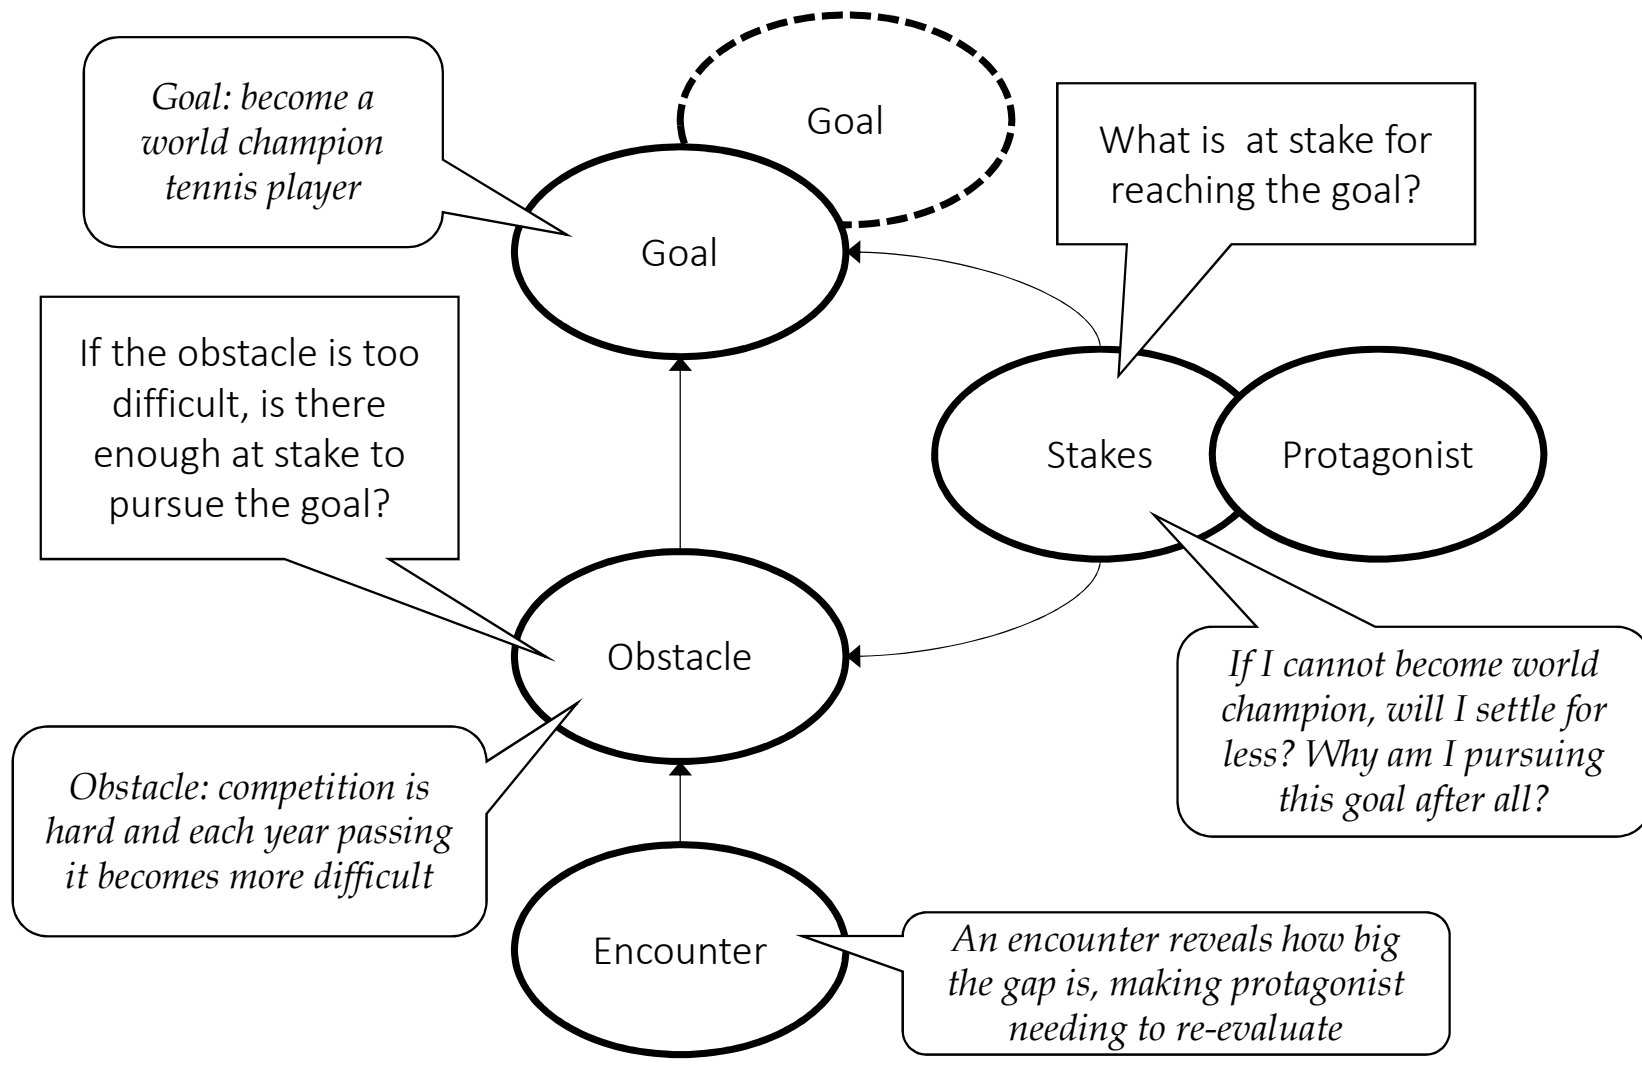 Goal
Goal: become a
world champion
tennis player
What is  at stake for
reaching the goal?
Goal
If the obstacle is too
difficult, is there
enough at stake to
pursue the goal?
Stakes
Protagonist
Obstacle
If I cannot become world
champion, will I settle for
less? Why am I pursuing
this goal after all?
Obstacle: competition is
hard and each year passing
it becomes more difficult
Encounter
An encounter reveals how big
the gap is, making protagonist
needing to re-evaluate